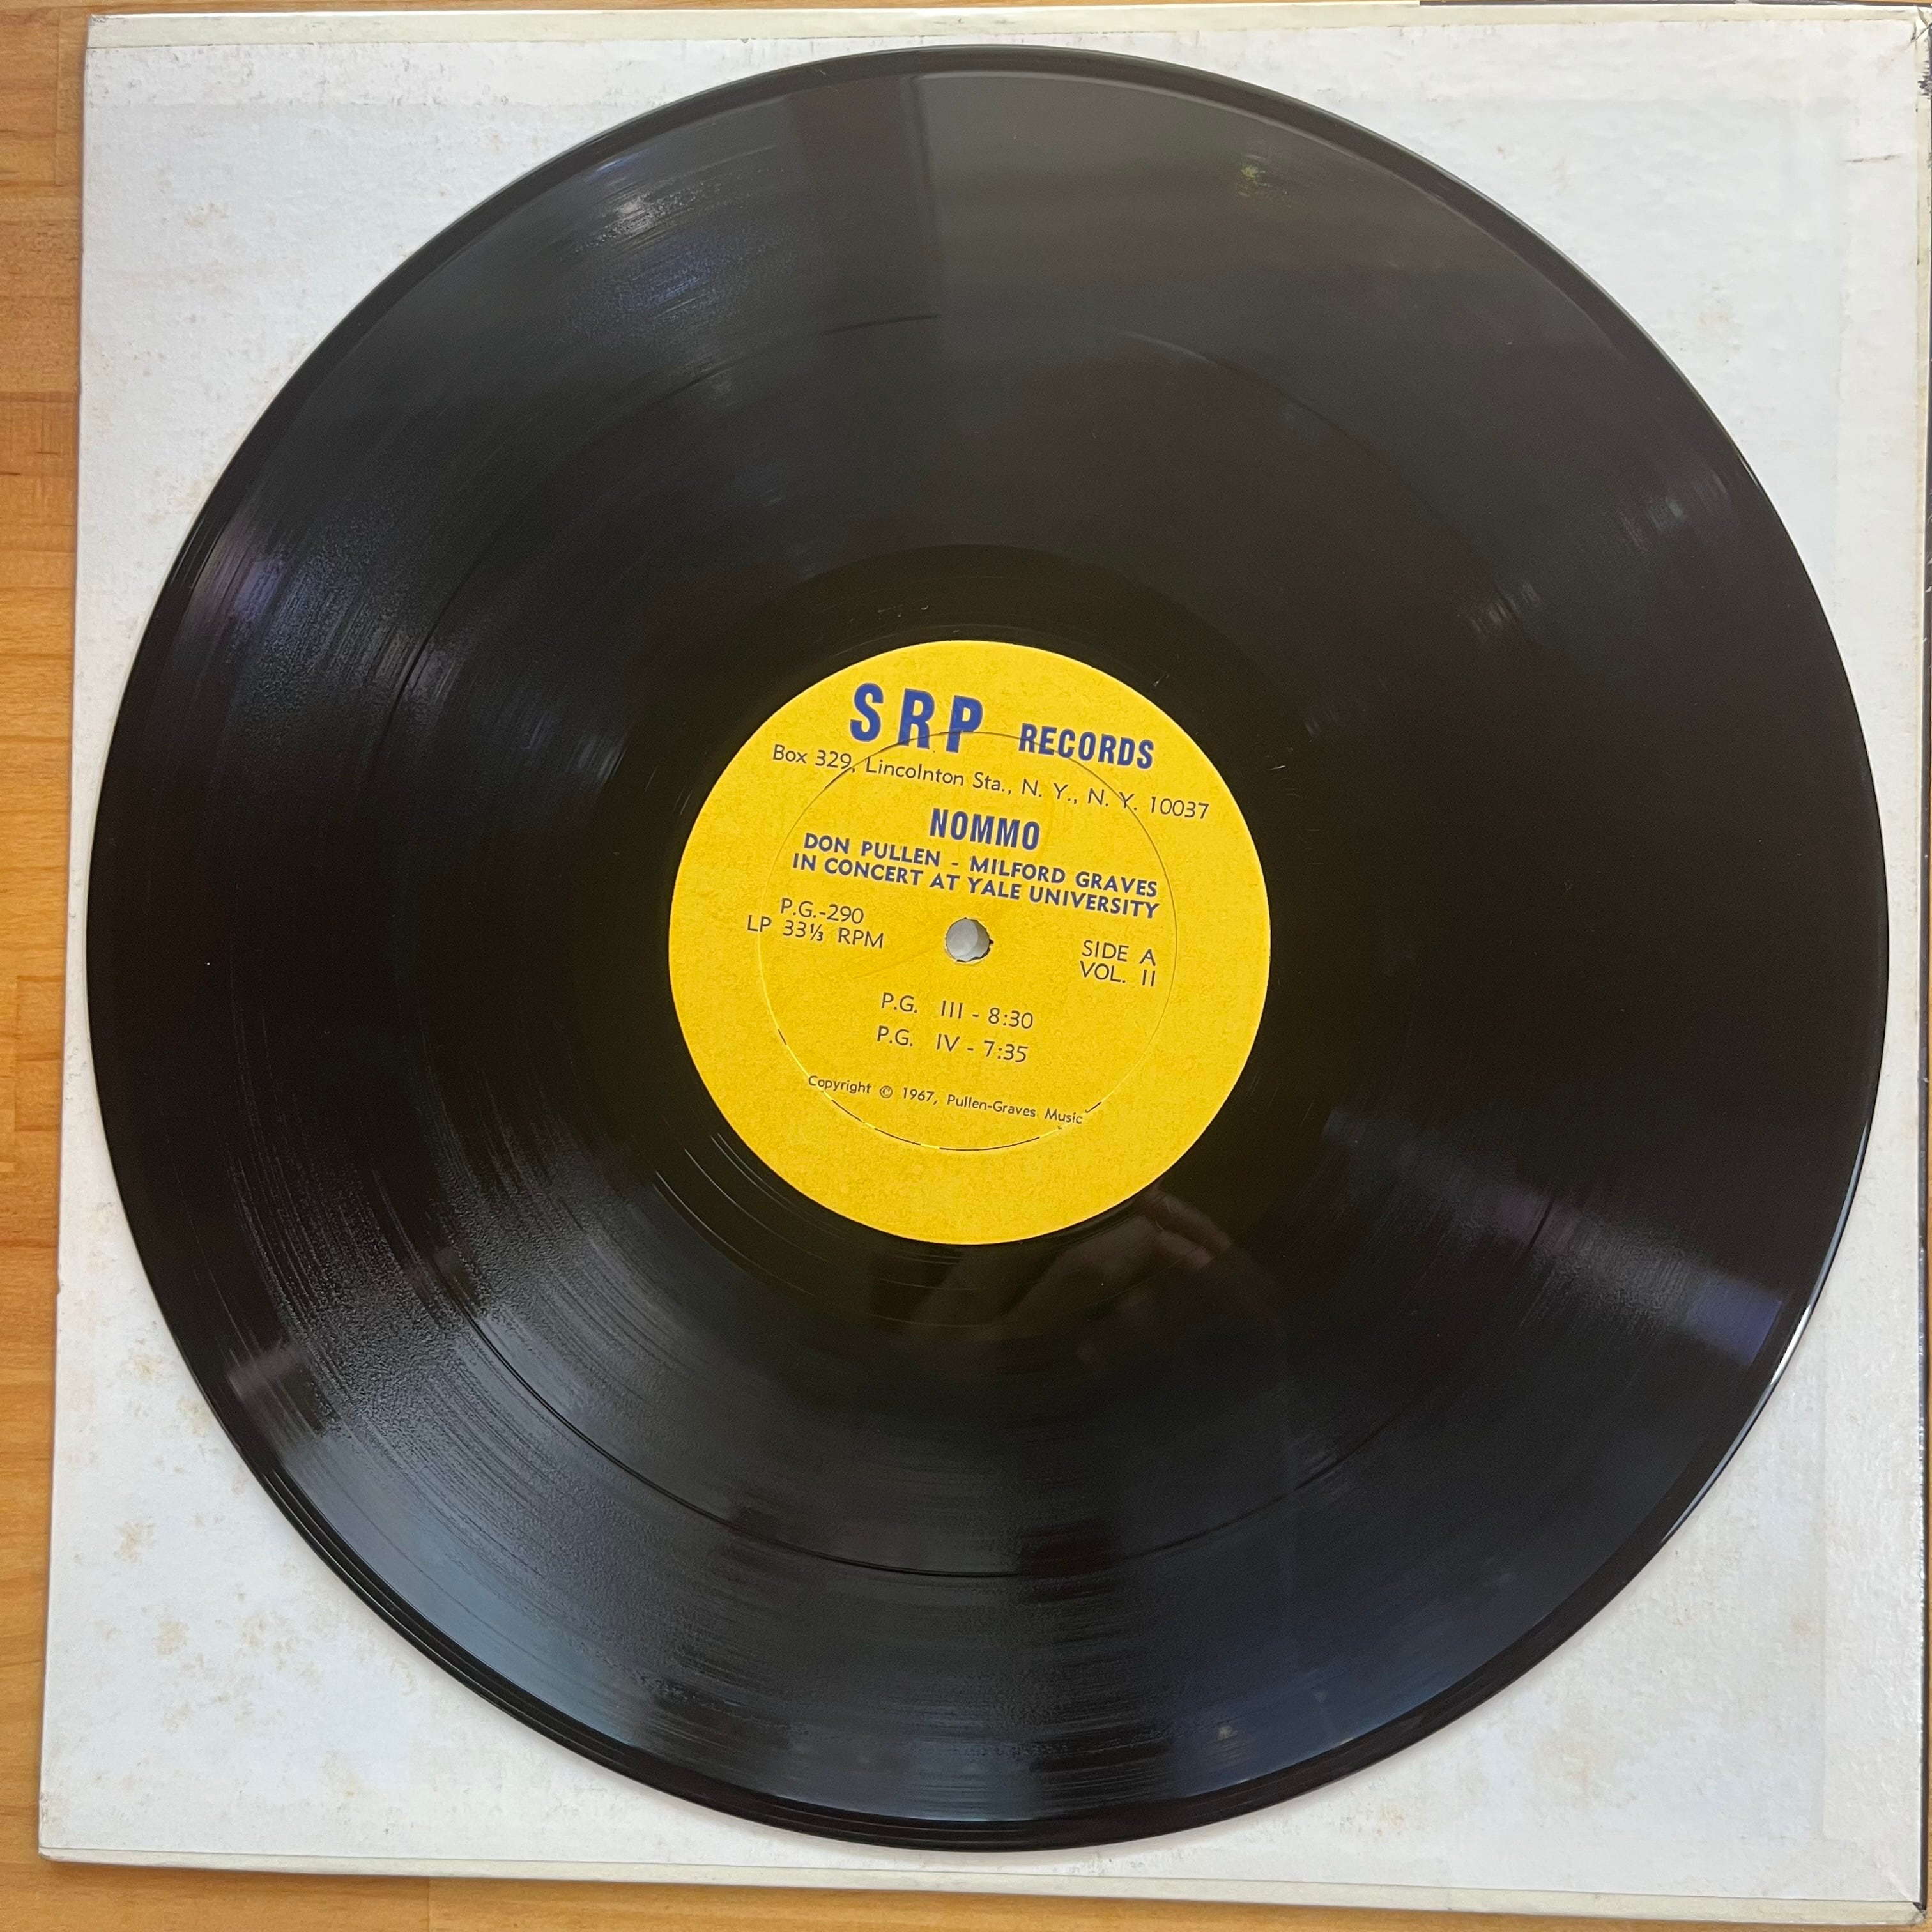 SRP RECORDS
Box 329, Lincolnton Sta., N. Y., N. Y. 10037
NOMMO
DON PULLEN - MILFORD GRAVES
IN CONCERT AT YALE UNIVERSITY
P.G.-290
LP 33⅓ RPM
SIDE A
VOL. II
P.G. III - 8:30
P.G. IV - 7:35
Copyright © 1967, Pullen-Graves Music